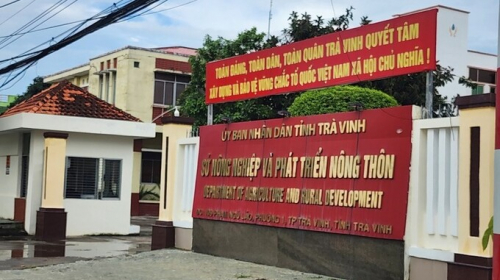 TOÀN ĐẢNG, TOÀN DÂN, TOÀN QUÂN TRÀ VINH QUYẾT TÂM
XÂY DỰNG VÀ BẢO VỆ VỮNG CHẮC TỔ QUỐC VIỆT NAM XÃ HỘI CHỦ NGHĨA !
ỦY BAN NHÂN DÂN TỈNH TRÀ VINH
SỞ NÔNG NGHIỆP VÀ PHÁT TRIỂN NÔNG THÔN
DEPARTMENT OF AGRICULTURE AND RURAL DEVELOPMENT
PHƯỜNG 1, TP TRÀ VINH, TỈNH TRÀ VINH